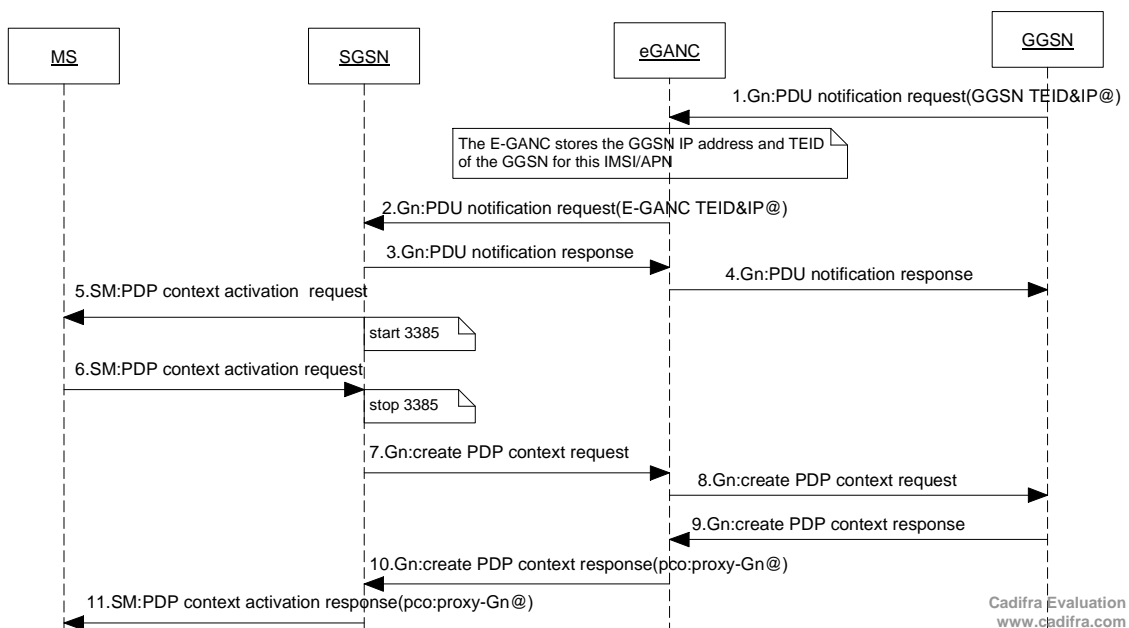 MS
SGSN
eGANC
GGSN
1.Gn:PDU notification request(GGSN TEID&IP@)
The E-GANC stores the GGSN IP address and TEID
of the GGSN for this IMSI/APN
2.Gn:PDU notification request(E-GANC TEID&IP@)
3.Gn:PDU notification response
4.Gn:PDU notification response
5.SM:PDP context activation  request
start 3385
6.SM:PDP context activation request
stop 3385
7.Gn:create PDP context request
8.Gn:create PDP context request
9.Gn:create PDP context response
10.Gn:create PDP context response(pco:proxy-Gn@)
11.SM:PDP context activation response(pco:proxy-Gn@)
Cadifra Evaluation
www.cadifra.com